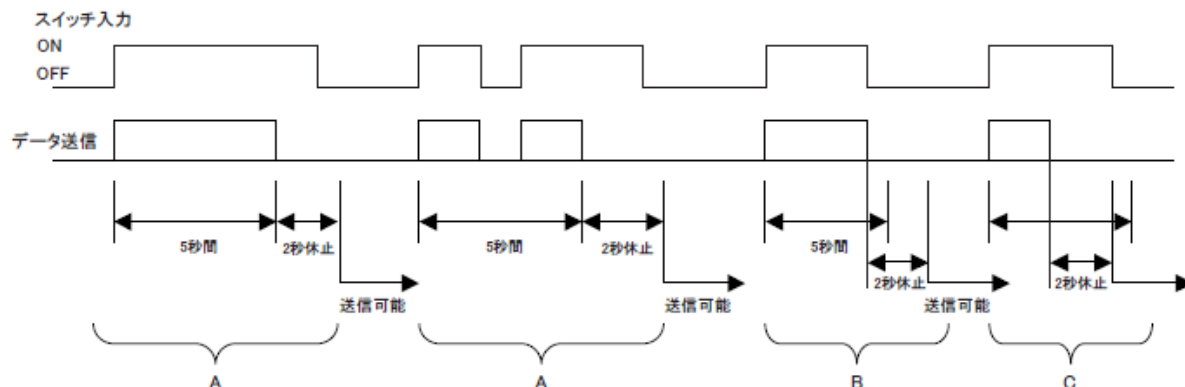 スイッチ入力
ON
OFF
データ送信
5秒間
2秒休止
5秒間
2秒休止
5秒間
2秒休止
2秒休止
送信可能
送信可能
送信可能
A
A
B
C